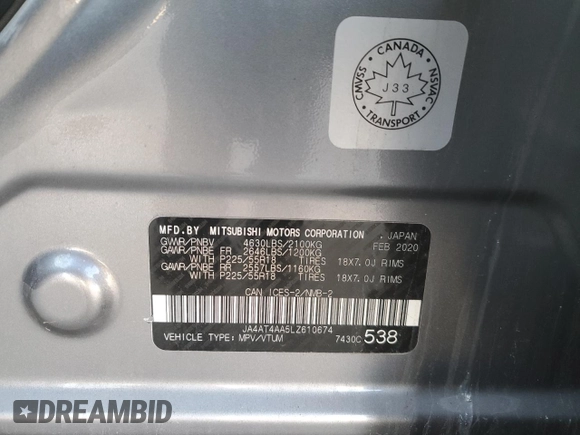 CANADA
CMVSS
NSVAC
J33
TRANSPORT
MFD.BY MITSUBISHI MOTORS CORPORATION, JAPAN
GVWR/PNBV 4630LBS/2100KG FEB 2020
GAWR/PNBE FR 2646LBS/1200KG
WITH P225/55R18 TIRES 18X7.0J RIMS
GAWR/PNBE RR 2557LBS/1160KG
WITH P225/55R18 TIRES 18X7.0J RIMS
CAN ICES-2/NMB-2
JA4AT4AA5LZ610674
VEHICLE TYPE: MPV/VTUM 7430C 538
DREAMBID